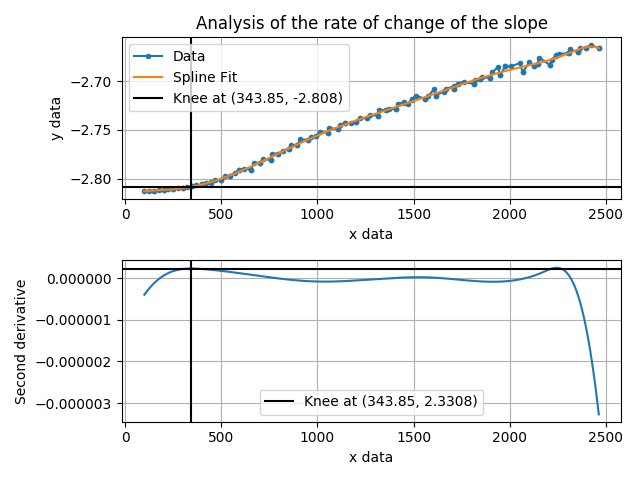 Analysis of the rate of change of the slope
Data
Spline Fit
Knee at (343.85, -2.808)
y data
−2.70
−2.75
−2.80
0 500 1000 1500 2000 2500
x data
Second derivative
0.000000
−0.000001
−0.000002
−0.000003
Knee at (343.85, 2.3308)
0 500 1000 1500 2000 2500
x data